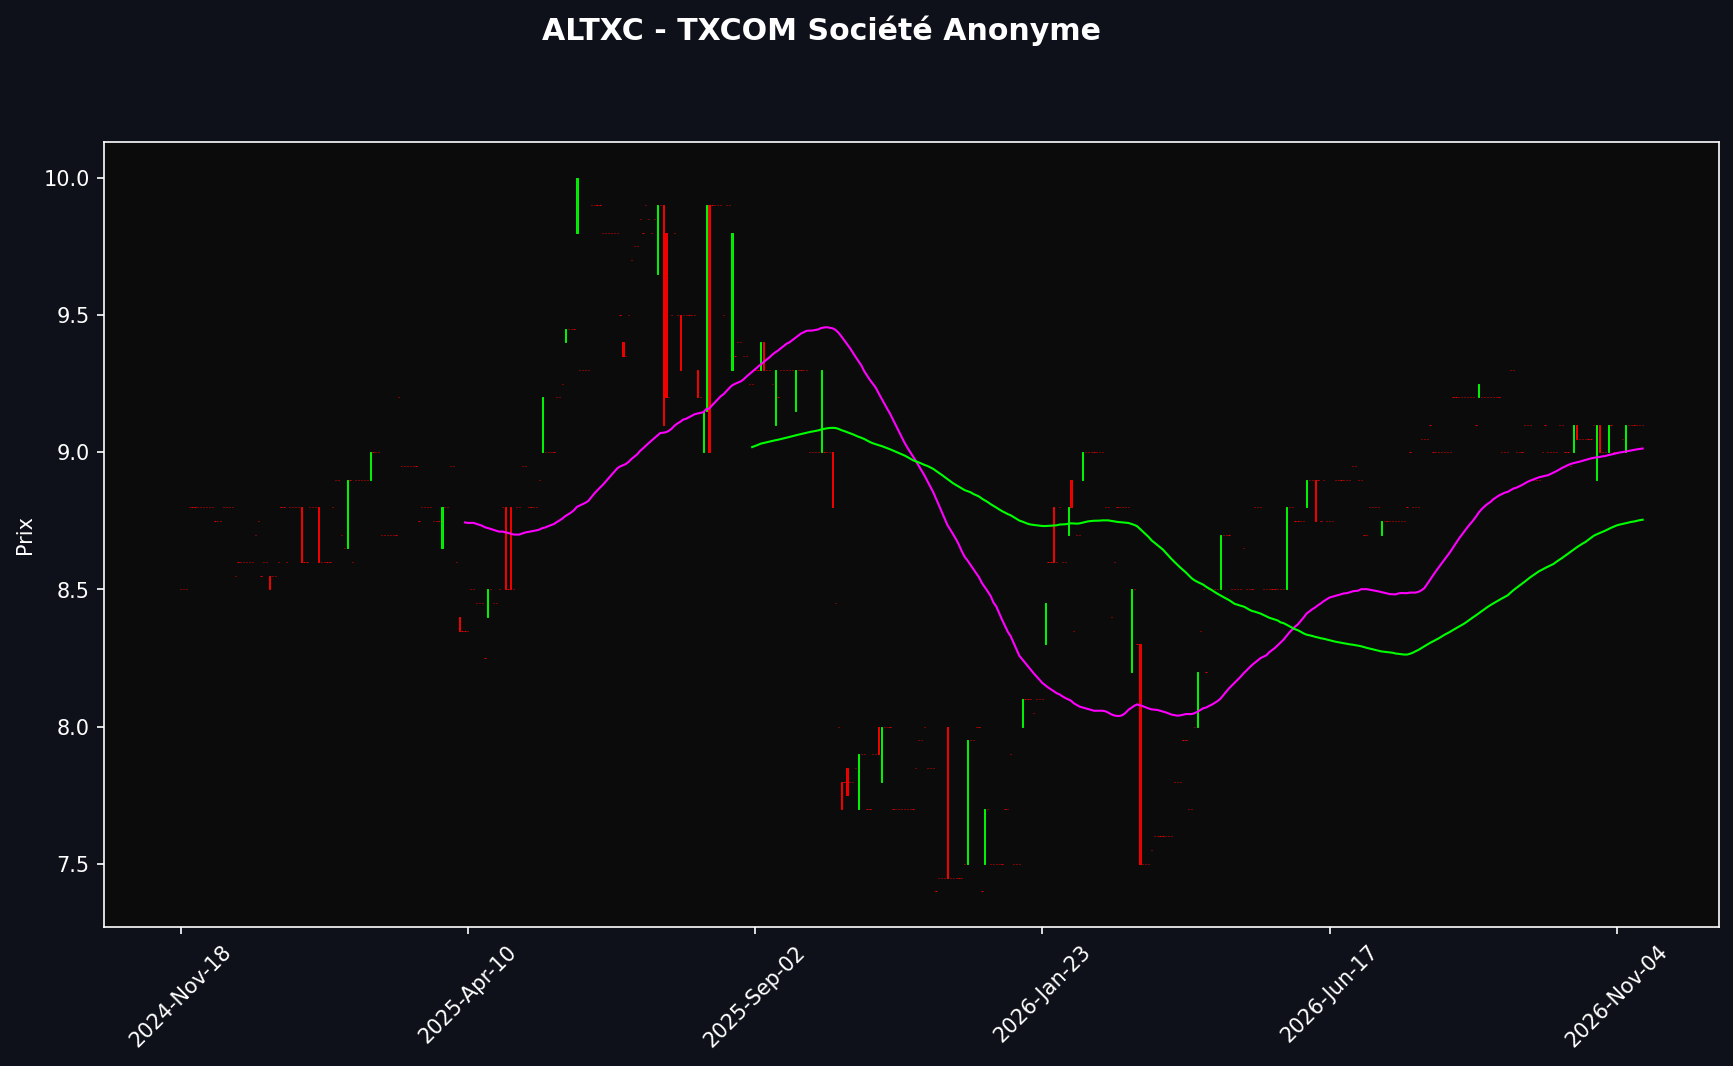 ALTXC - TXCOM Société Anonyme
Prix
10.0
9.5
9.0
8.5
8.0
7.5
2024-Nov-18
2025-Apr-10
2025-Sep-02
2026-Jan-23
2026-Jun-17
2026-Nov-04